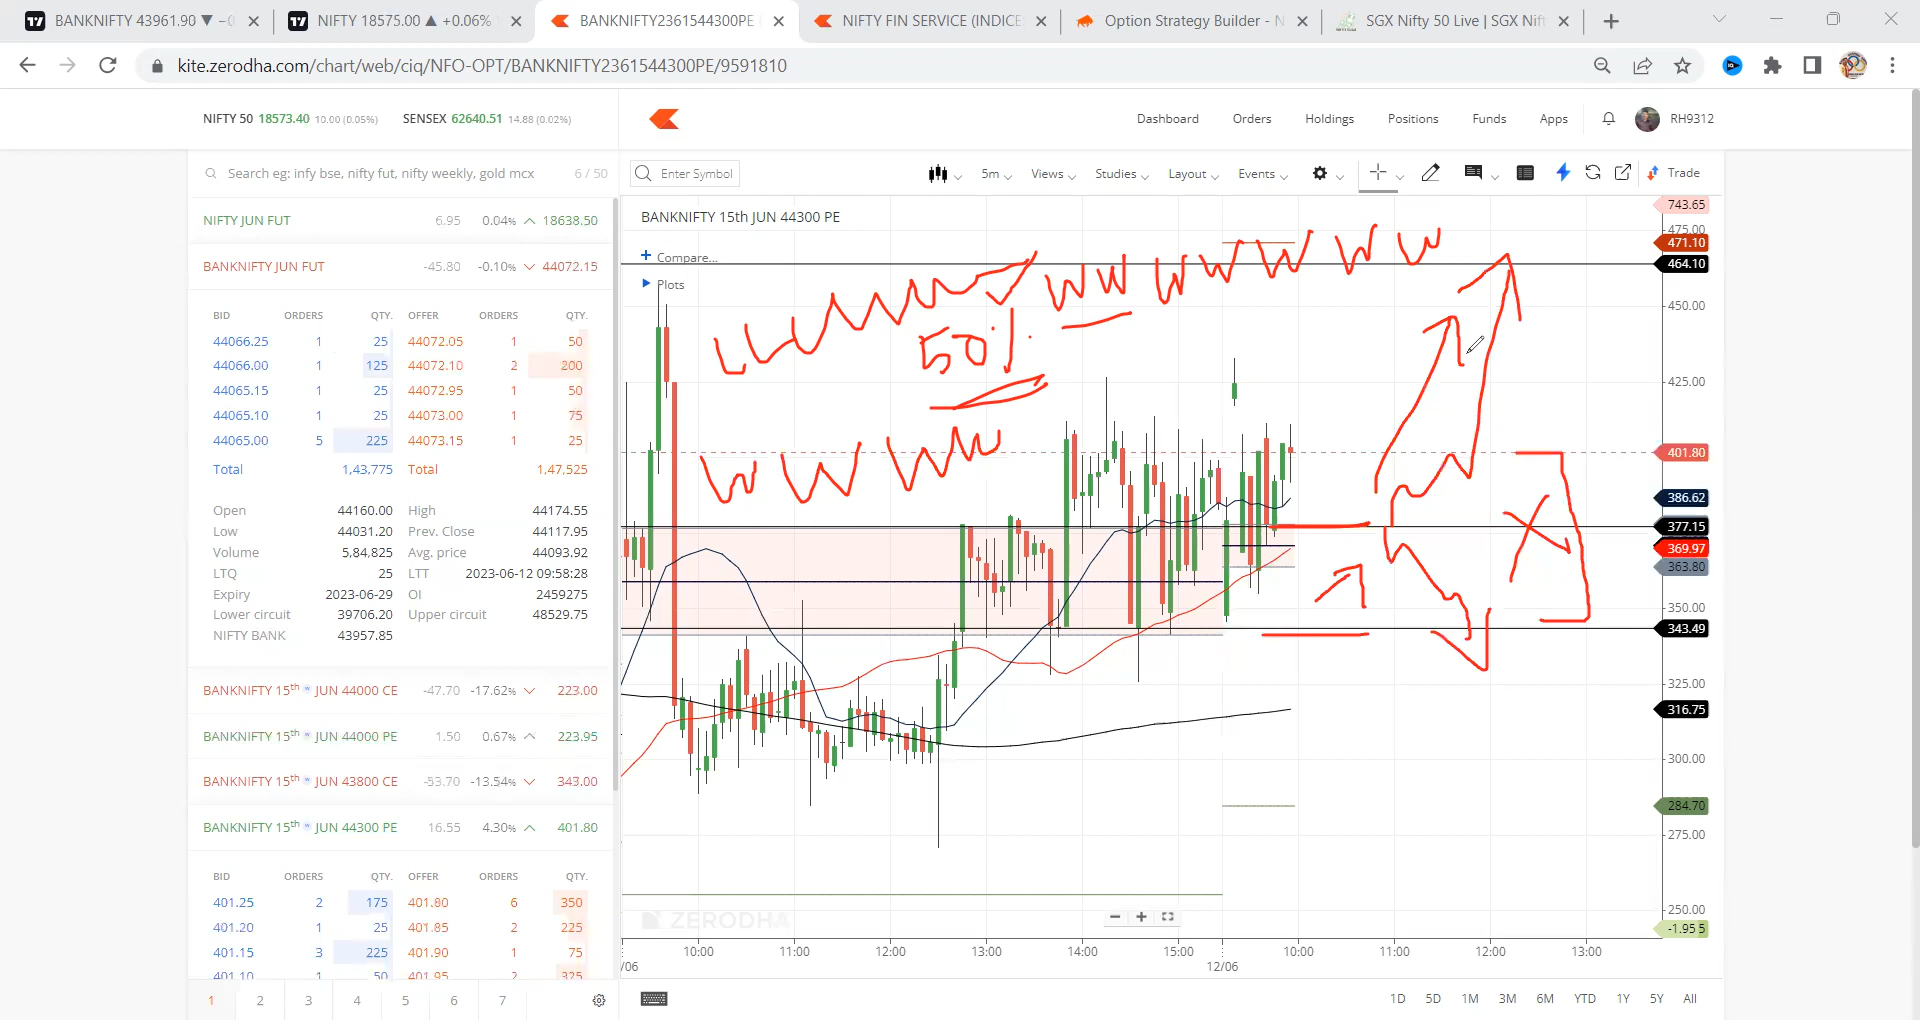 BANKNIFTY 43961.90 ▼ −0
NIFTY 18575.00 ▲ +0.06%
BANKNIFTY2361544300PE
NIFTY FIN SERVICE (INDICE
Option Strategy Builder - N
SGX Nifty 50 Live | SGX Nift
kite.zerodha.com/chart/web/ciq/NFO-OPT/BANKNIFTY2361544300PE/9591810
NIFTY 50 18573.40 10.00 (0.05%) SENSEX 62640.51 14.88 (0.02%)
Dashboard Orders Holdings Positions Funds Apps RH9312
Search eg: infy bse, nifty fut, nifty weekly, gold mcx 6 / 50
Enter Symbol 5m Views Studies Layout Events Trade
NIFTY JUN FUT 6.95 0.04% 18638.50
BANKNIFTY JUN FUT -45.80 -0.10% 44072.15
BID ORDERS QTY. OFFER ORDERS QTY.
44066.25 1 25 44072.05 1 50
44066.00 1 125 44072.10 2 200
44065.15 1 25 44072.95 1 50
44065.10 1 25 44073.00 1 75
44065.00 5 225 44073.15 1 25
Total 1,43,775 Total 1,47,525
Open 44160.00 High 44174.55
Low 44031.20 Prev. Close 44117.95
Volume 5,84,825 Avg. price 44093.92
LTQ 25 LTT 2023-06-12 09:58:28
Expiry 2023-06-29 OI 2459275
Lower circuit 39706.20 Upper circuit 48529.75
NIFTY BANK 43957.85
BANKNIFTY 15th w JUN 44000 CE -47.70 -17.62% 223.00
BANKNIFTY 15th w JUN 44000 PE 1.50 0.67% 223.95
BANKNIFTY 15th w JUN 43800 CE -53.70 -13.54% 343.00
BANKNIFTY 15th w JUN 44300 PE 16.55 4.30% 401.80
BID ORDERS QTY. OFFER ORDERS QTY.
401.25 2 175 401.80 6 350
401.20 1 25 401.85 2 225
401.15 3 225 401.90 1 75
401.10 1 50 401.95 2 325
1 2 3 4 5 6 7
BANKNIFTY 15th JUN 44300 PE
Compare...
Plots
50%
743.65
475.00
471.10
464.10
450.00
425.00
401.80
386.62
377.15
369.97
363.80
350.00
343.49
325.00
316.75
300.00
284.70
275.00
250.00
-1.95 5
ZERODHA
10:00 11:00 12:00 13:00 14:00 15:00 10:00 11:00 12:00 13:00
/06 12/06
1D 5D 1M 3M 6M YTD 1Y 5Y All